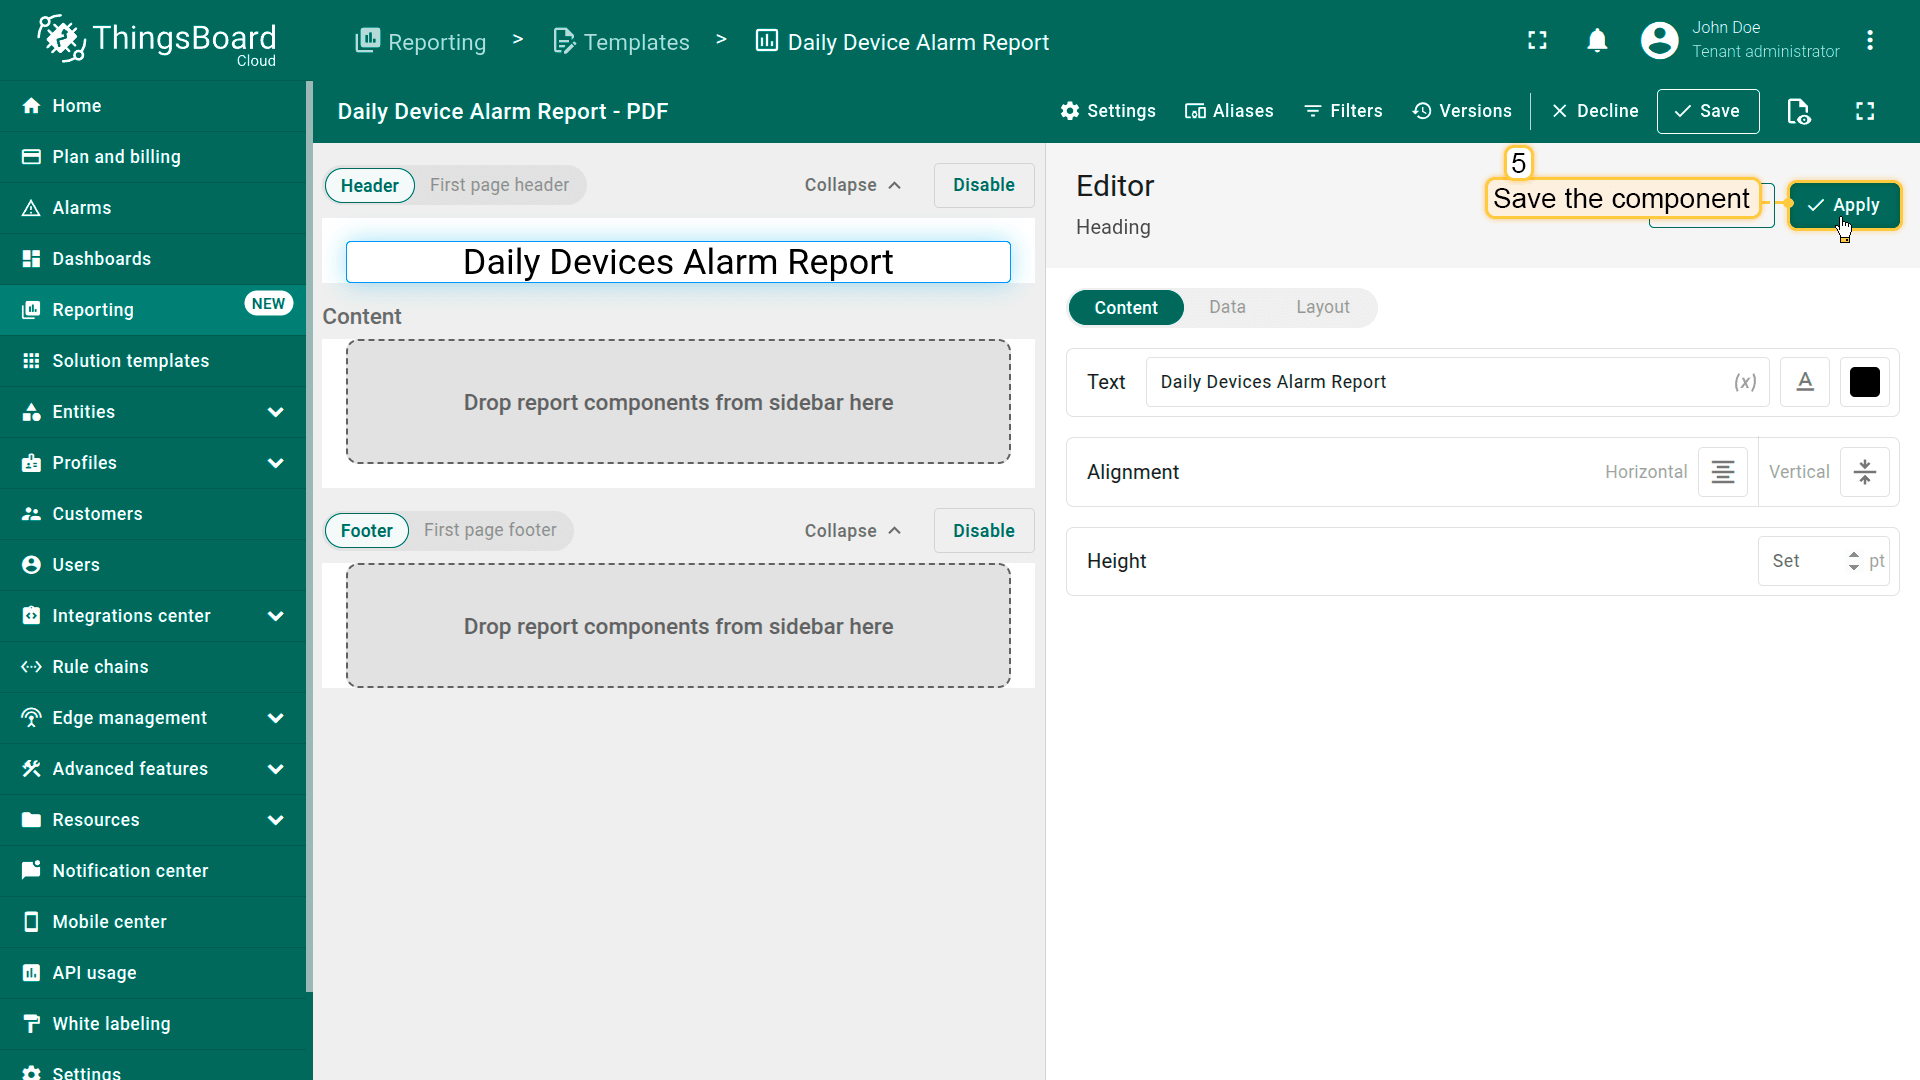 ThingsBoard
Cloud
Reporting > Templates > Daily Device Alarm Report
John Doe
Tenant administrator
Home
Plan and billing
Alarms
Dashboards
Reporting NEW
Solution templates
Entities
Profiles
Customers
Users
Integrations center
Rule chains
Edge management
Advanced features
Resources
Notification center
Mobile center
API usage
White labeling
Settings
Daily Device Alarm Report - PDF
Settings Aliases Filters Versions Decline Save
Header First page header Collapse Disable
Daily Devices Alarm Report
Content
Drop report components from sidebar here
Footer First page footer Collapse Disable
Drop report components from sidebar here
Editor
Heading
5
Save the component
Apply
Content Data Layout
Text Daily Devices Alarm Report (x) A
Alignment Horizontal Vertical
Height Set pt